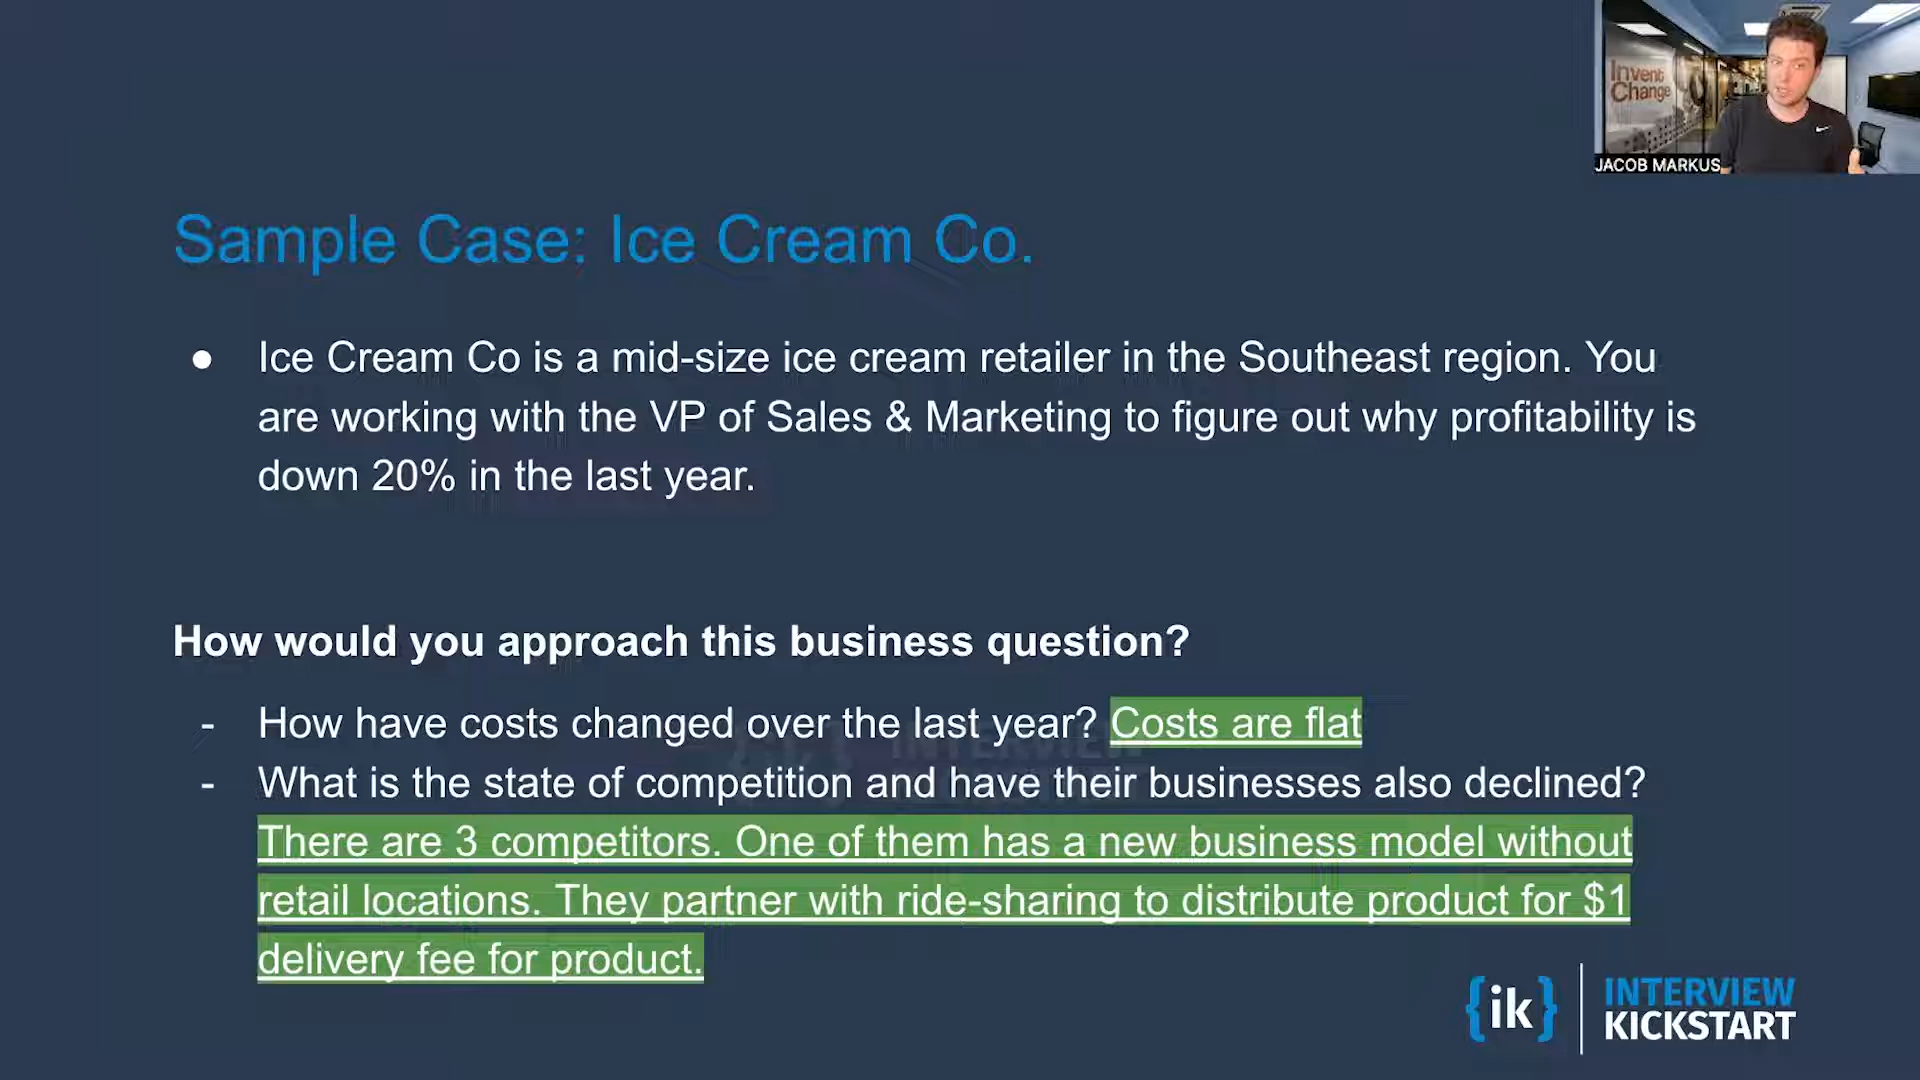 Invent
Change
JACOB MARKUS
Sample Case: Ice Cream Co.
● Ice Cream Co is a mid-size ice cream retailer in the Southeast region. You
are working with the VP of Sales & Marketing to figure out why profitability is
down 20% in the last year.
How would you approach this business question?
- How have costs changed over the last year? Costs are flat
- What is the state of competition and have their businesses also declined?
There are 3 competitors. One of them has a new business model without
retail locations. They partner with ride-sharing to distribute product for $1
delivery fee for product.
{ik} INTERVIEW
KICKSTART